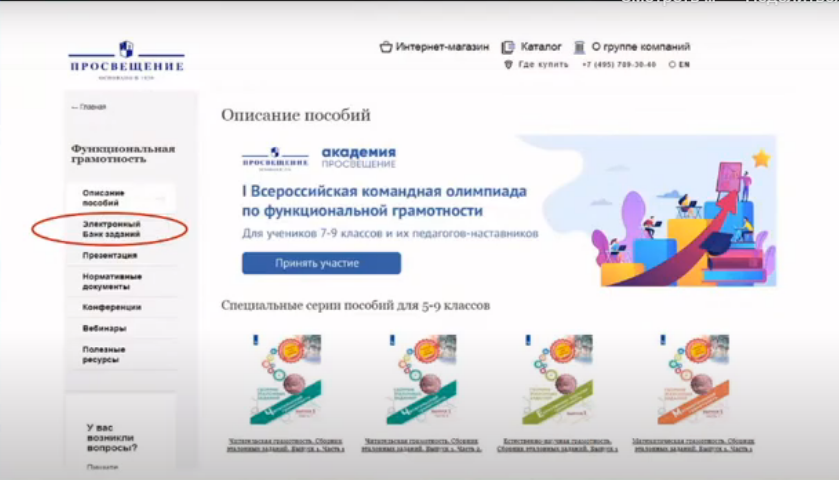 ПРОСВЕЩЕНИЕ
Интернет-магазин
Каталог
О группе компаний
Где купить
+7 (495) 789-30-40
EN
← Главная
Функциональная
грамотность
Описание
пособий
Электронный
Банк заданий
Презентация
Нормативные
документы
Конференции
Вебинары
Полезные
ресурсы
У вас
возникли
вопросы?
Пишите
Описание пособий
ПРОСВЕЩЕНИЕ
академия
ПРОСВЕЩЕНИЕ
I Всероссийская командная олимпиада
по функциональной грамотности
Для учеников 7-9 классов и их педагогов-наставников
Принять участие
Специальные серии пособий для 5-9 классов
Читательская грамотность. Сборник
эталонных заданий. Выпуск 1. Часть 1
Читательская грамотность. Сборник
эталонных заданий. Выпуск 1. Часть 2.
Естественно-научная грамотность.
Сборник эталонных заданий. Выпуск 1
Математическая грамотность. Сборник
эталонных заданий. Выпуск 1. Часть 1